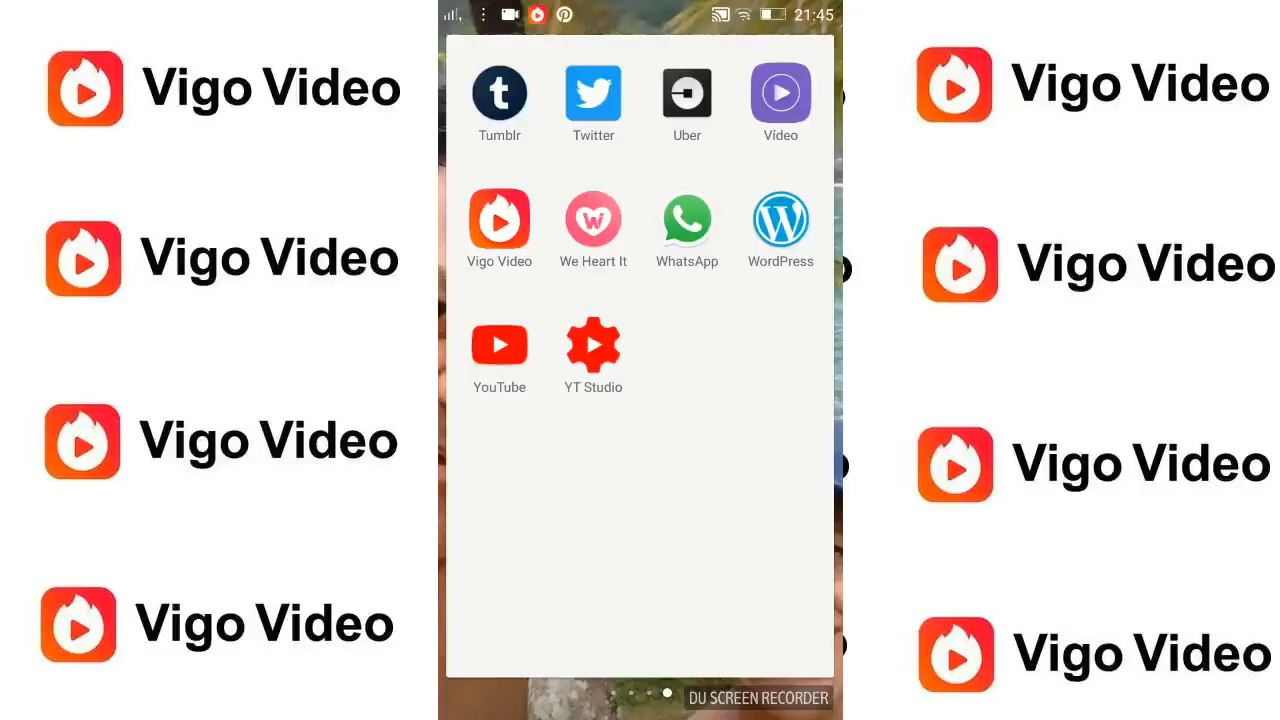 21:45
Vigo Video
Vigo Video
Vigo Video
Vigo Video
Tumblr
Twitter
Uber
Vídeo
Vigo Video
We Heart It
WhatsApp
WordPress
YouTube
YT Studio
DU SCREEN RECORDER
Vigo Video
Vigo Video
Vigo Video
Vigo Video